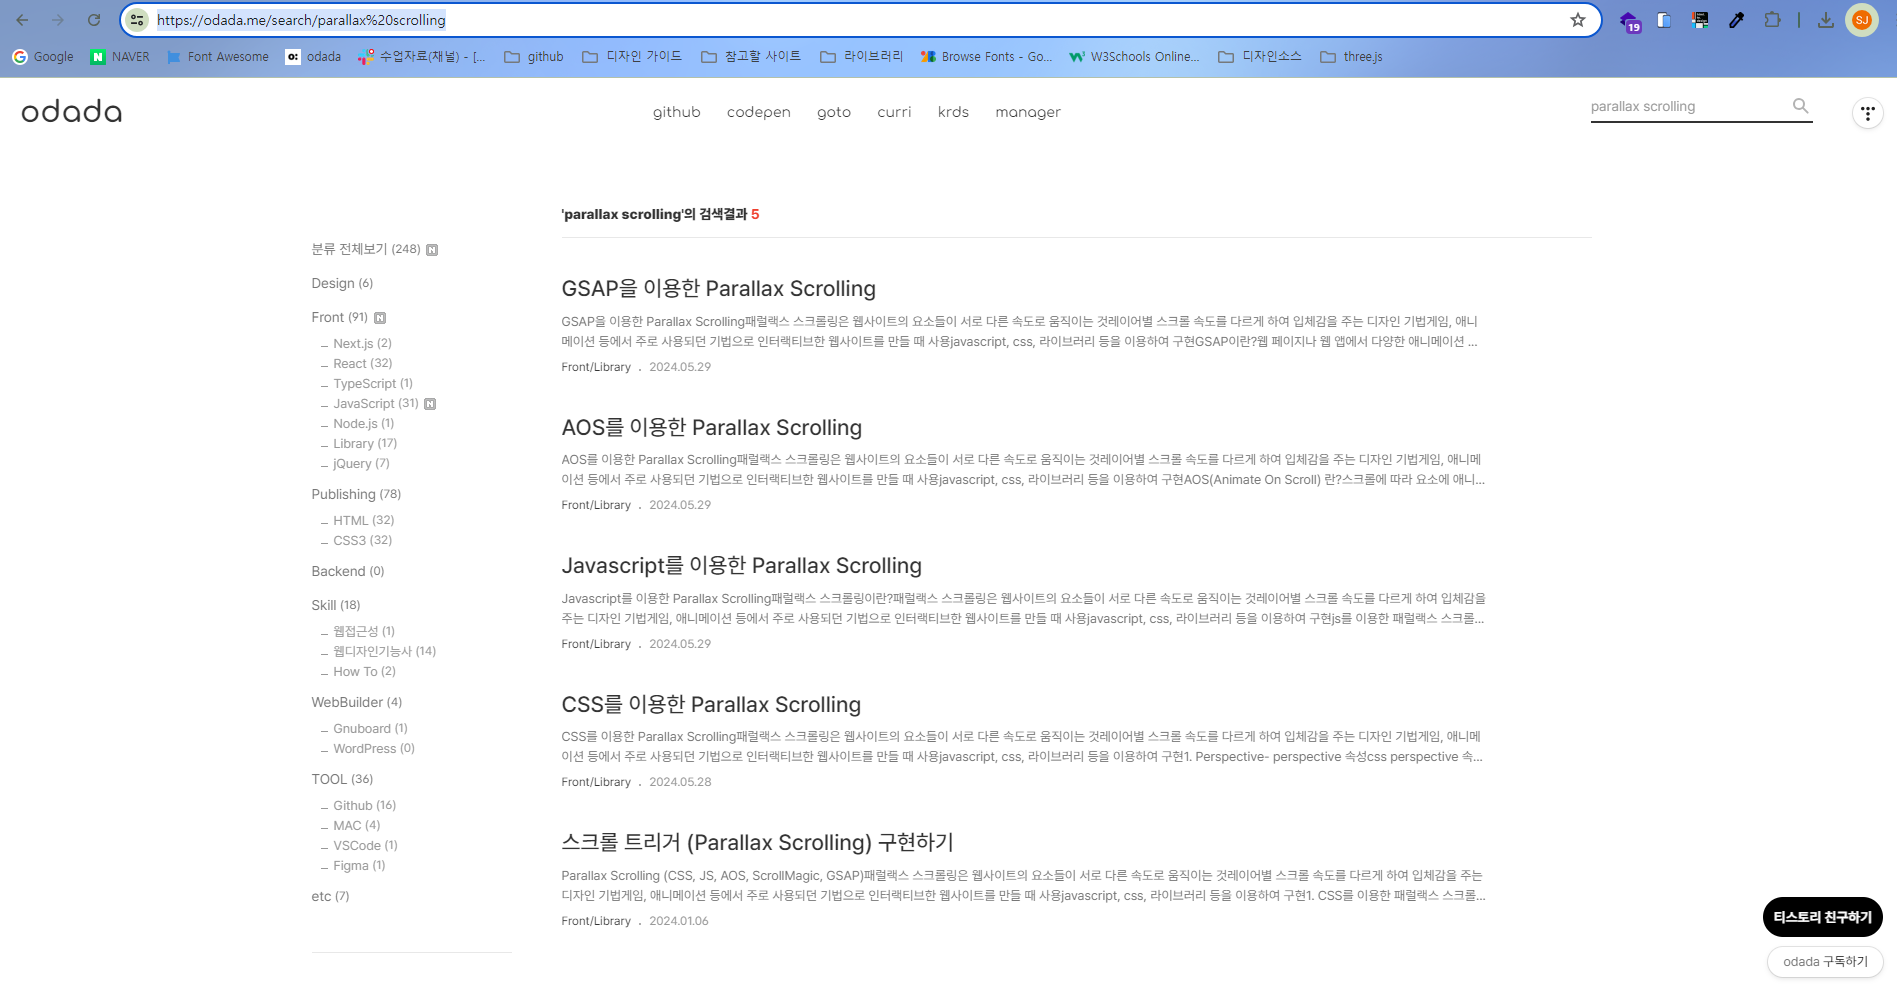 https://odada.me/search/parallax%20scrolling
19
SJ
Google NAVER Font Awesome odada 수업자료(채널) - [... github 디자인 가이드 참고할 사이트 라이브러리 Browse Fonts - Go... W3Schools Online... 디자인소스 three.js
odada
github codepen goto curri krds manager
parallax scrolling
'parallax scrolling'의 검색결과 5
분류 전체보기 (248) N
Design (6)
Front (91) N
Next.js (2)
React (32)
TypeScript (1)
JavaScript (31) N
Node.js (1)
Library (17)
jQuery (7)
Publishing (78)
HTML (32)
CSS3 (32)
Backend (0)
Skill (18)
웹접근성 (1)
웹디자인기능사 (14)
How To (2)
WebBuilder (4)
Gnuboard (1)
WordPress (0)
TOOL (36)
Github (16)
MAC (4)
VSCode (1)
Figma (1)
etc (7)
GSAP을 이용한 Parallax Scrolling
GSAP을 이용한 Parallax Scrolling패럴랙스 스크롤링은 웹사이트의 요소들이 서로 다른 속도로 움직이는 것레이어별 스크롤 속도를 다르게 하여 입체감을 주는 디자인 기법게임, 애니
메이션 등에서 주로 사용되던 기법으로 인터랙티브한 웹사이트를 만들 때 사용javascript, css, 라이브러리 등을 이용하여 구현GSAP이란?웹 페이지나 웹 앱에서 다양한 애니메이션 ...
Front/Library . 2024.05.29
AOS를 이용한 Parallax Scrolling
AOS를 이용한 Parallax Scrolling패럴랙스 스크롤링은 웹사이트의 요소들이 서로 다른 속도로 움직이는 것레이어별 스크롤 속도를 다르게 하여 입체감을 주는 디자인 기법게임, 애니메
이션 등에서 주로 사용되던 기법으로 인터랙티브한 웹사이트를 만들 때 사용javascript, css, 라이브러리 등을 이용하여 구현AOS(Animate On Scroll) 란?스크롤에 따라 요소에 애니...
Front/Library . 2024.05.29
Javascript를 이용한 Parallax Scrolling
Javascript를 이용한 Parallax Scrolling패럴랙스 스크롤링이란?패럴랙스 스크롤링은 웹사이트의 요소들이 서로 다른 속도로 움직이는 것레이어별 스크롤 속도를 다르게 하여 입체감을
주는 디자인 기법게임, 애니메이션 등에서 주로 사용되던 기법으로 인터랙티브한 웹사이트를 만들 때 사용javascript, css, 라이브러리 등을 이용하여 구현js를 이용한 패럴랙스 스크롤...
Front/Library . 2024.05.29
CSS를 이용한 Parallax Scrolling
CSS를 이용한 Parallax Scrolling패럴랙스 스크롤링은 웹사이트의 요소들이 서로 다른 속도로 움직이는 것레이어별 스크롤 속도를 다르게 하여 입체감을 주는 디자인 기법게임, 애니메
이션 등에서 주로 사용되던 기법으로 인터랙티브한 웹사이트를 만들 때 사용javascript, css, 라이브러리 등을 이용하여 구현1. Perspective- perspective 속성css perspective 속...
Front/Library . 2024.05.28
스크롤 트리거 (Parallax Scrolling) 구현하기
Parallax Scrolling (CSS, JS, AOS, ScrollMagic, GSAP)패럴랙스 스크롤링은 웹사이트의 요소들이 서로 다른 속도로 움직이는 것레이어별 스크롤 속도를 다르게 하여 입체감을 주는
디자인 기법게임, 애니메이션 등에서 주로 사용되던 기법으로 인터랙티브한 웹사이트를 만들 때 사용javascript, css, 라이브러리 등을 이용하여 구현1. CSS를 이용한 패럴랙스 스크롤...
Front/Library . 2024.01.06
티스토리 친구하기
odada 구독하기